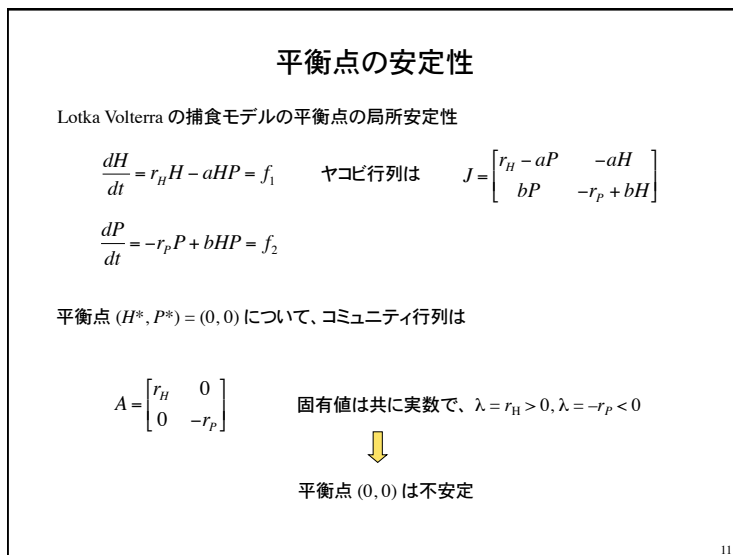 平衡点の安定性
Lotka Volterra の捕食モデルの平衡点の局所安定性
dH/dt = r_H H − aHP = f_1 ヤコビ行列は J = [r_H − aP −aH
bP −r_P + bH]
dP/dt = −r_P P + bHP = f_2
平衡点 (H*, P*) = (0, 0) について、コミュニティ行列は
A = [r_H 0
0 −r_P] 固有値は共に実数で、 λ = r_H > 0, λ = –r_P < 0
平衡点 (0, 0) は不安定
11